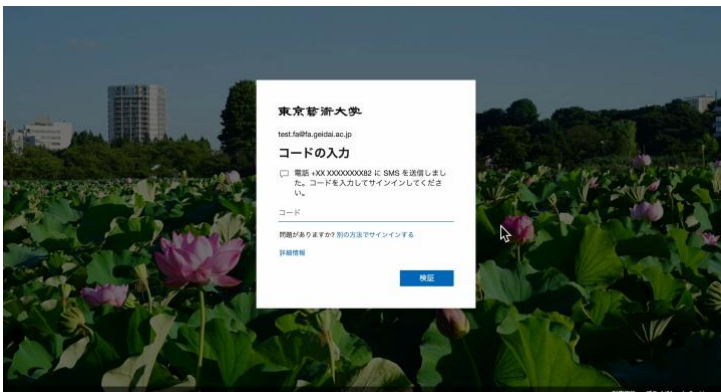 東京藝術大学
test.fa@fa.geidai.ac.jp
コードの入力
電話 +XX XXXXXXXX82 に SMS を送信しまし
た。コードを入力してサインインしてくださ
い。
コード
問題がありますか? 別の方法でサインインする
詳細情報
検証